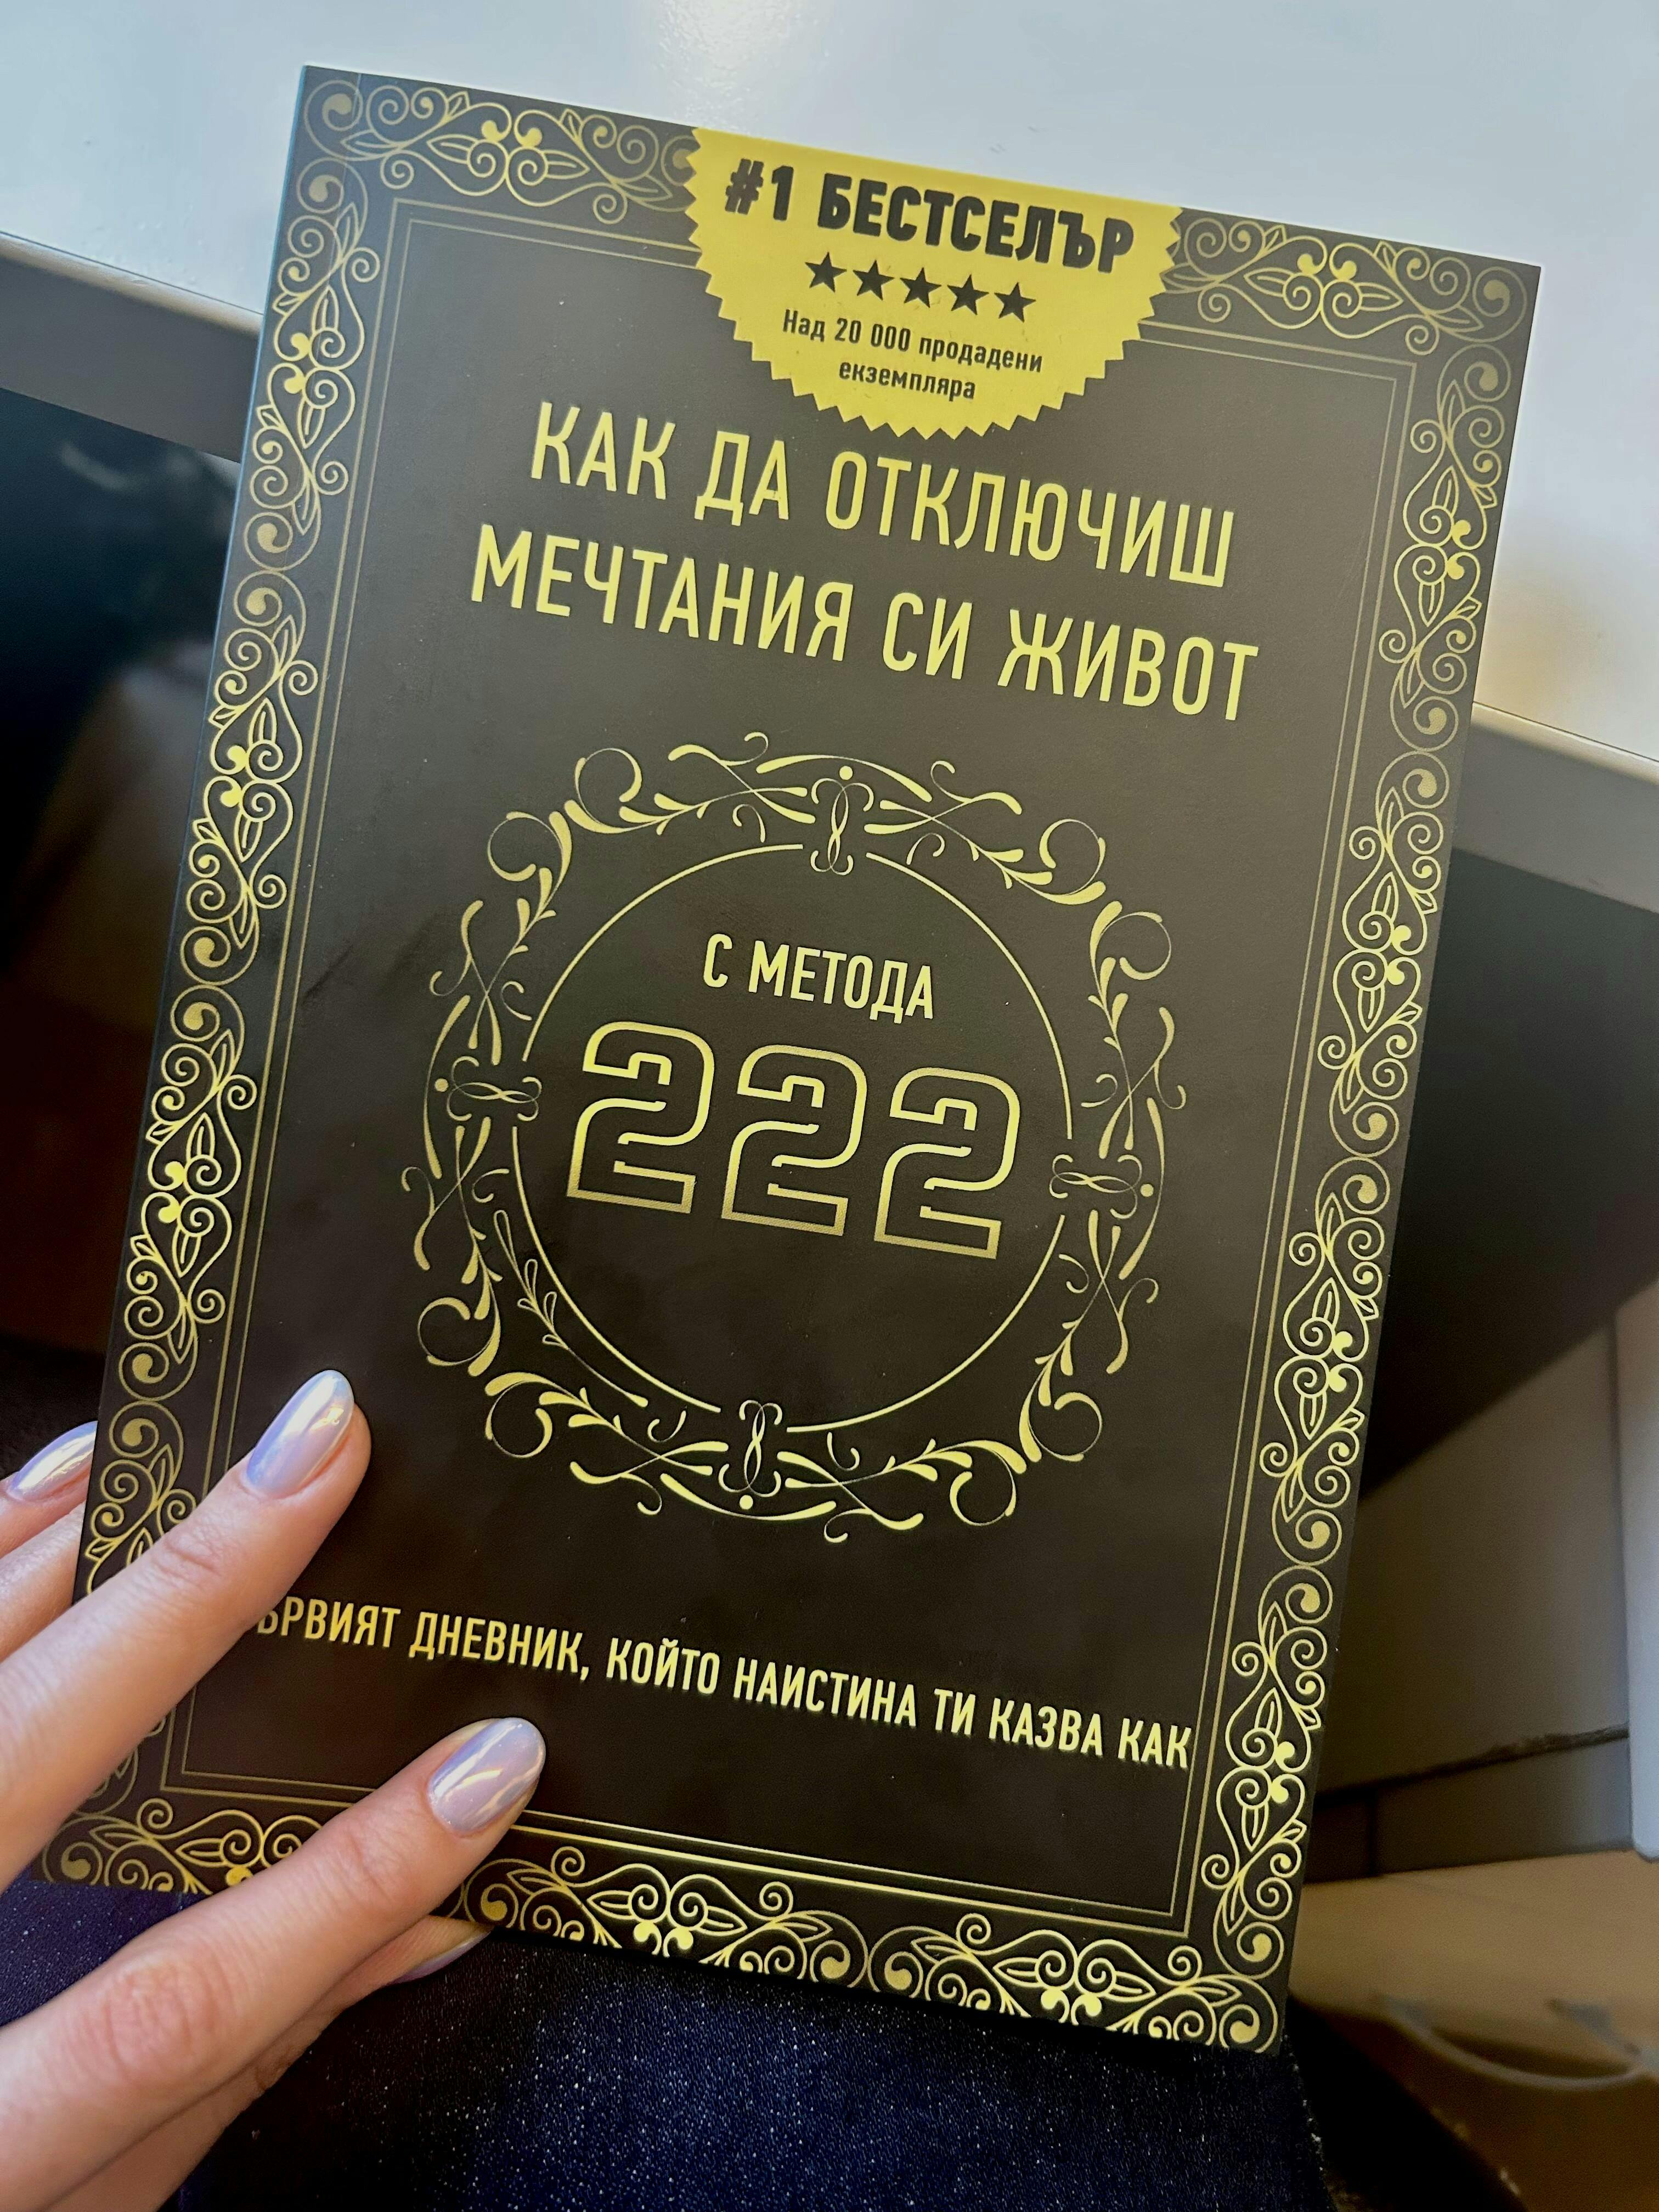 #1 БЕСТСЕЛЪР
★★★★★
Над 20 000 продадени
екземпляра
КАК ДА ОТКЛЮЧИШ
МЕЧТАНИЯ СИ ЖИВОТ
С МЕТОДА
222
ДНЕВНИК, КОЙТО НАИСТИНА ТИ КАЗВА КАК